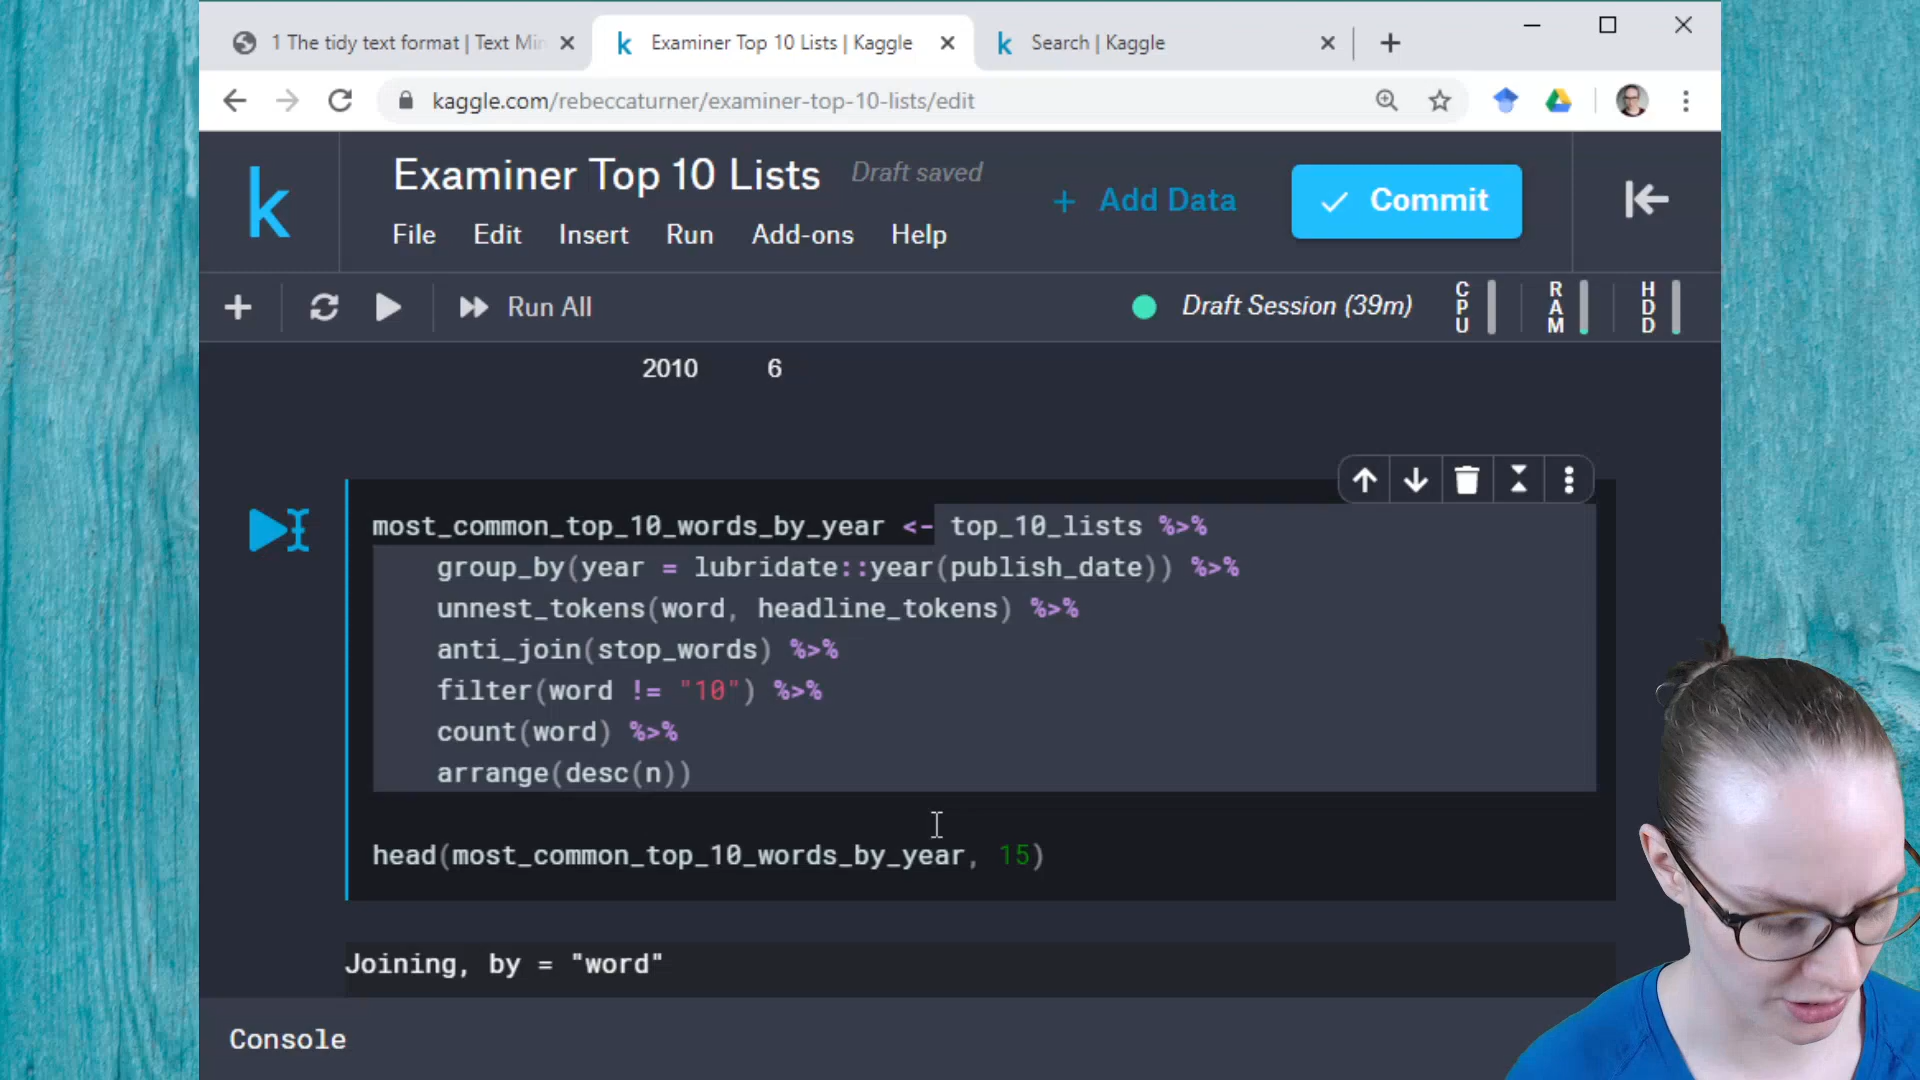 1 The tidy text format | Text Min
Examiner Top 10 Lists | Kaggle
Search | Kaggle
kaggle.com/rebeccaturner/examiner-top-10-lists/edit
k
Examiner Top 10 Lists
Draft saved
+ Add Data
Commit
File
Edit
Insert
Run
Add-ons
Help
Run All
Draft Session (39m)
CPU
RAM
HDD
2010 6
most_common_top_10_words_by_year <- top_10_lists %>%
group_by(year = lubridate::year(publish_date)) %>%
unnest_tokens(word, headline_tokens) %>%
anti_join(stop_words) %>%
filter(word != "10") %>%
count(word) %>%
arrange(desc(n))
head(most_common_top_10_words_by_year, 15)
Joining, by = "word"
Console